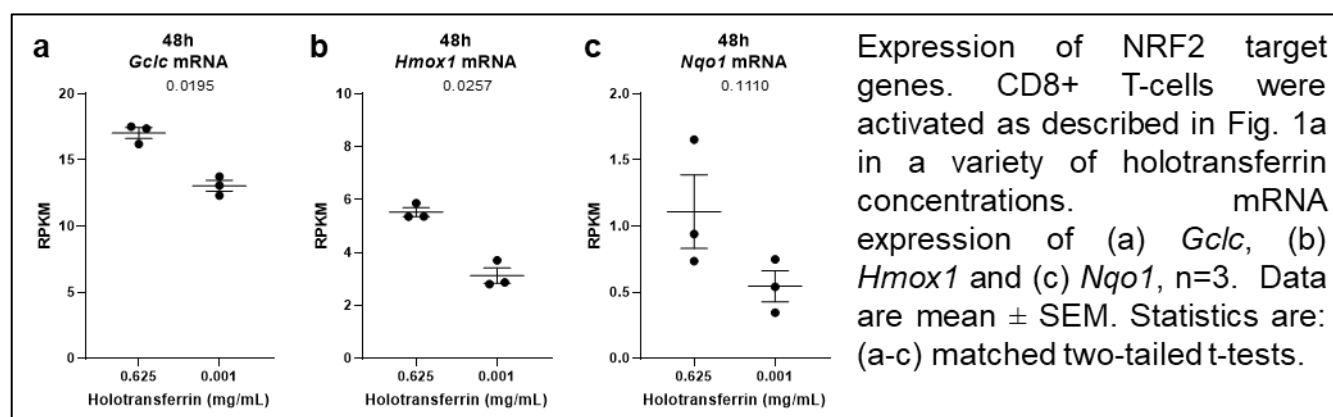 a
48h
Gclc mRNA
0.0195
20
15
10
5
0
RPKM
0.625 0.001
Holotransferrin (mg/mL)
b
48h
Hmox1 mRNA
0.0257
10
8
6
4
2
0
RPKM
0.625 0.001
Holotransferrin (mg/mL)
c
48h
Nqo1 mRNA
0.1110
2.0
1.5
1.0
0.5
0.0
RPKM
0.625 0.001
Holotransferrin (mg/mL)
Expression of NRF2 target
genes. CD8+ T-cells were
activated as described in Fig. 1a
in a variety of holotransferrin
concentrations. mRNA
expression of (a) Gclc, (b)
Hmox1 and (c) Nqo1, n=3. Data
are mean ± SEM. Statistics are:
(a-c) matched two-tailed t-tests.